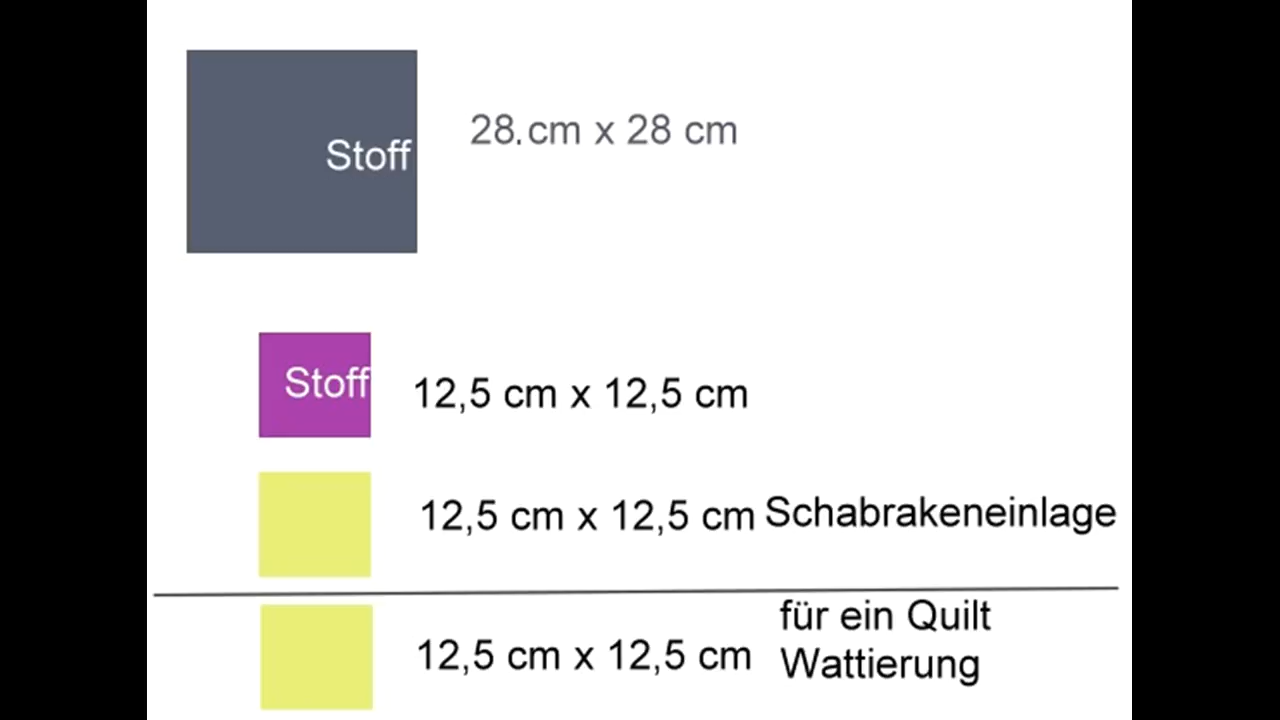 Stoff
28.cm x 28 cm
Stoff
12,5 cm x 12,5 cm
12,5 cm x 12,5 cm Schabrakeneinlage
für ein Quilt
12,5 cm x 12,5 cm Wattierung